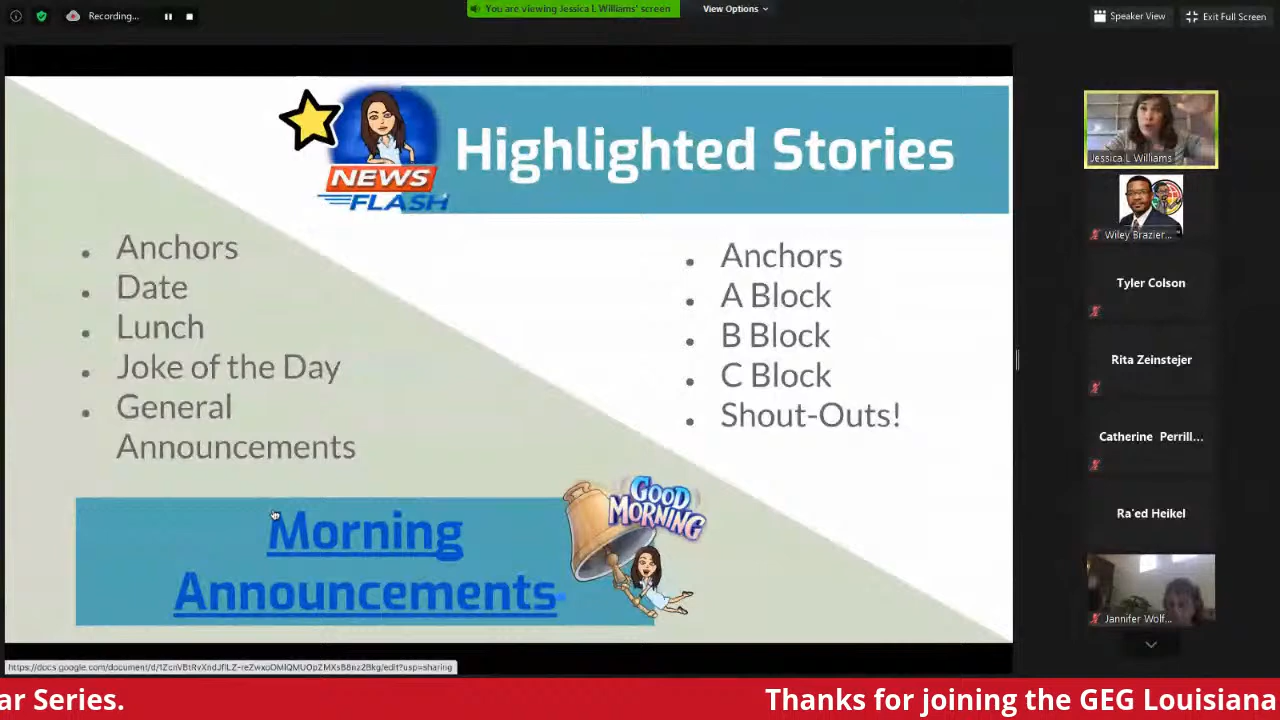 Recording...
You are viewing Jessica L Williams' screen
View Options
Speaker View
Exit Full Screen
NEWS
FLASH
Highlighted Stories
Anchors
Date
Lunch
Joke of the Day
General
Announcements
Anchors
A Block
B Block
C Block
Shout-Outs!
GOOD
MORNING
Morning
Announcements
Jessica L Williams
Wiley Brazier...
Tyler Colson
Rita Zeinstejer
Catherine Perrill...
Ra'ed Heikel
Jannifer Wolf...
ar Series.
Thanks for joining the GEG Louisiana